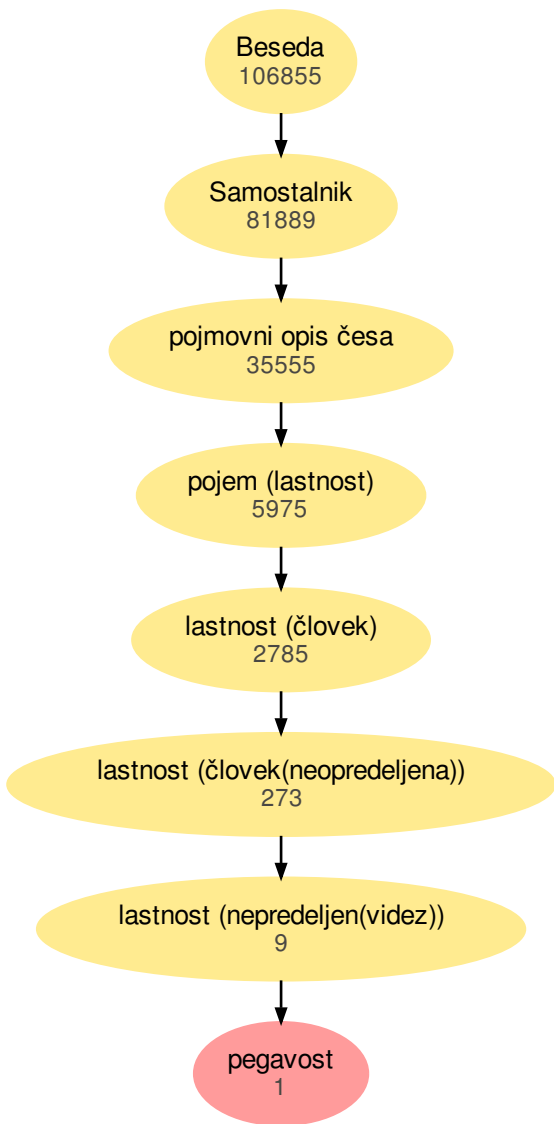 Beseda
106855
Samostalnik
81889
pojmovni opis česa
35555
pojem (lastnost)
5975
lastnost (človek)
2785
lastnost (človek(neopredeljena))
273
lastnost (nepredeljen(videz))
9
pegavost
1